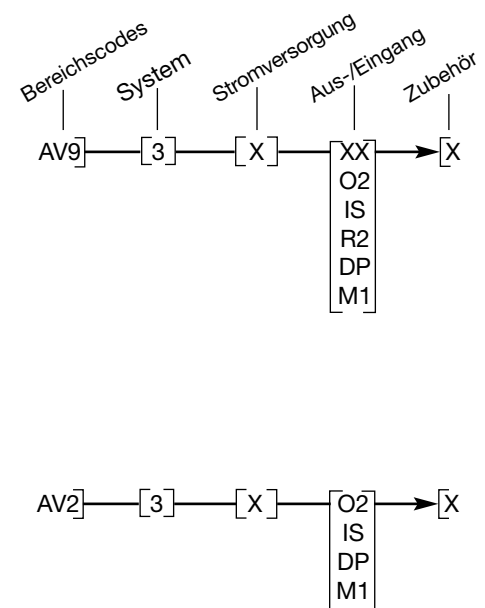 Bereichscodes System Stromversorgung Aus-/Eingang Zubehör
AV9 3 X XX X
O2
IS
R2
DP
M1
AV2 3 X O2 X
IS
DP
M1